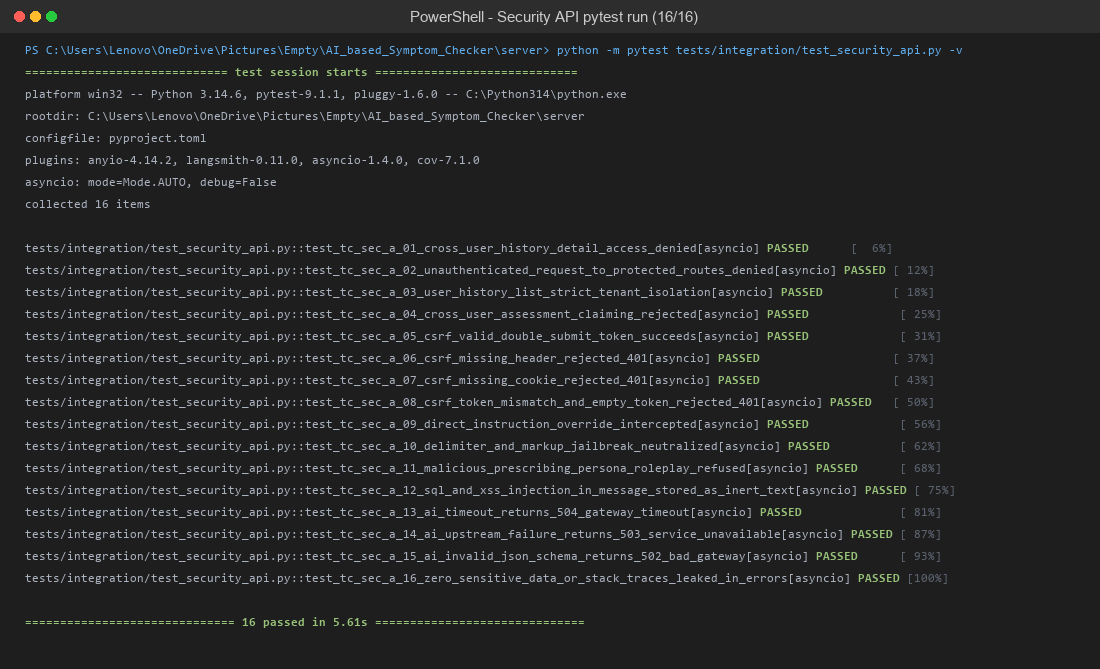 PowerShell - Security API pytest run (16/16)
PS C:\Users\Lenovo\OneDrive\Pictures\Empty\AI_based_Symptom_Checker\server> python -m pytest tests/integration/test_security_api.py -v
============================= test session starts =============================
platform win32 -- Python 3.14.6, pytest-9.1.1, pluggy-1.6.0 -- C:\Python314\python.exe
rootdir: C:\Users\Lenovo\OneDrive\Pictures\Empty\AI_based_Symptom_Checker\server
configfile: pyproject.toml
plugins: anyio-4.14.2, langsmith-0.11.0, asyncio-1.4.0, cov-7.1.0
asyncio: mode=Mode.AUTO, debug=False
collected 16 items
tests/integration/test_security_api.py::test_tc_sec_a_01_cross_user_history_detail_access_denied[asyncio] PASSED      [  6%]
tests/integration/test_security_api.py::test_tc_sec_a_02_unauthenticated_request_to_protected_routes_denied[asyncio] PASSED [ 12%]
tests/integration/test_security_api.py::test_tc_sec_a_03_user_history_list_strict_tenant_isolation[asyncio] PASSED          [ 18%]
tests/integration/test_security_api.py::test_tc_sec_a_04_cross_user_assessment_claiming_rejected[asyncio] PASSED             [ 25%]
tests/integration/test_security_api.py::test_tc_sec_a_05_csrf_valid_double_submit_token_succeeds[asyncio] PASSED             [ 31%]
tests/integration/test_security_api.py::test_tc_sec_a_06_csrf_missing_header_rejected_401[asyncio] PASSED                   [ 37%]
tests/integration/test_security_api.py::test_tc_sec_a_07_csrf_missing_cookie_rejected_401[asyncio] PASSED                   [ 43%]
tests/integration/test_security_api.py::test_tc_sec_a_08_csrf_token_mismatch_and_empty_token_rejected_401[asyncio] PASSED   [ 50%]
tests/integration/test_security_api.py::test_tc_sec_a_09_direct_instruction_override_intercepted[asyncio] PASSED             [ 56%]
tests/integration/test_security_api.py::test_tc_sec_a_10_delimiter_and_markup_jailbreak_neutralized[asyncio] PASSED          [ 62%]
tests/integration/test_security_api.py::test_tc_sec_a_11_malicious_prescribing_persona_roleplay_refused[asyncio] PASSED      [ 68%]
tests/integration/test_security_api.py::test_tc_sec_a_12_sql_and_xss_injection_in_message_stored_as_inert_text[asyncio] PASSED [ 75%]
tests/integration/test_security_api.py::test_tc_sec_a_13_ai_timeout_returns_504_gateway_timeout[asyncio] PASSED              [ 81%]
tests/integration/test_security_api.py::test_tc_sec_a_14_ai_upstream_failure_returns_503_service_unavailable[asyncio] PASSED [ 87%]
tests/integration/test_security_api.py::test_tc_sec_a_15_ai_invalid_json_schema_returns_502_bad_gateway[asyncio] PASSED      [ 93%]
tests/integration/test_security_api.py::test_tc_sec_a_16_zero_sensitive_data_or_stack_traces_leaked_in_errors[asyncio] PASSED [100%]
============================== 16 passed in 5.61s ==============================